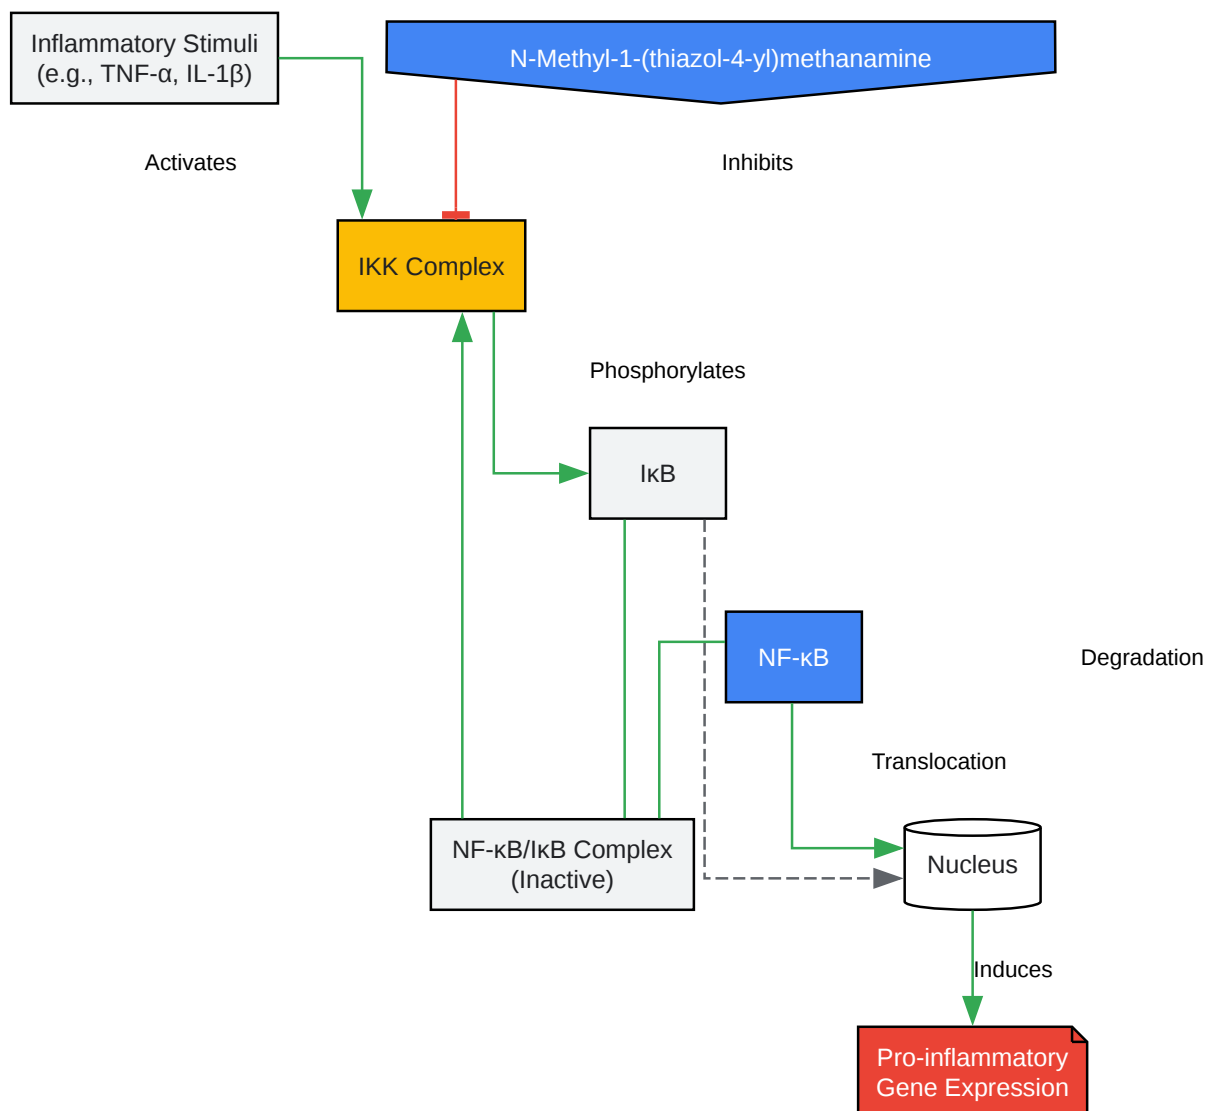 Inflammatory Stimuli
(e.g., TNF-α, IL-1β)
N-Methyl-1-(thiazol-4-yl)methanamine
Activates
Inhibits
IKK Complex
Phosphorylates
IκB
NF-κB
Degradation
Translocation
NF-κB/IκB Complex
(Inactive)
Nucleus
Induces
Pro-inflammatory
Gene Expression